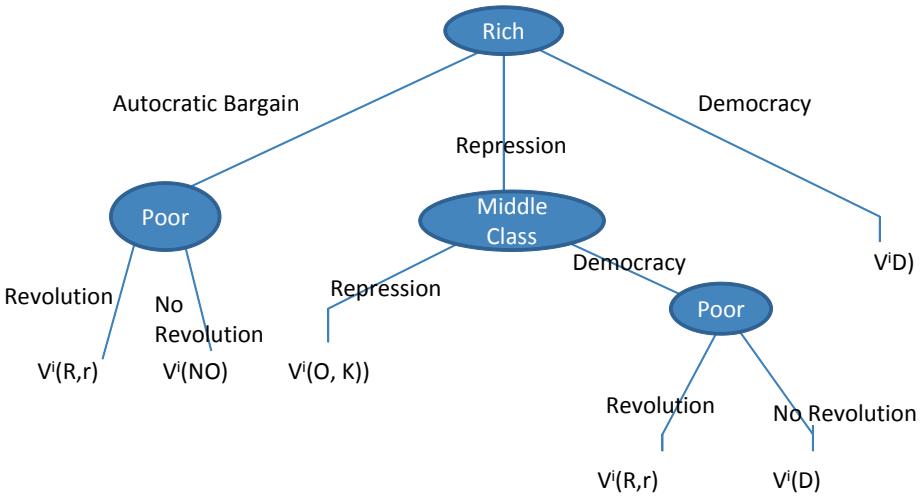 Rich
Autocratic Bargain
Democracy
Repression
Poor
Middle
Class
VⁱD)
Democracy
Revolution
No
Revolution
Repression
Poor
Vⁱ(R,r)
Vⁱ(NO)
Vⁱ(O, K))
Revolution
No Revolution
Vⁱ(R,r)
Vⁱ(D)